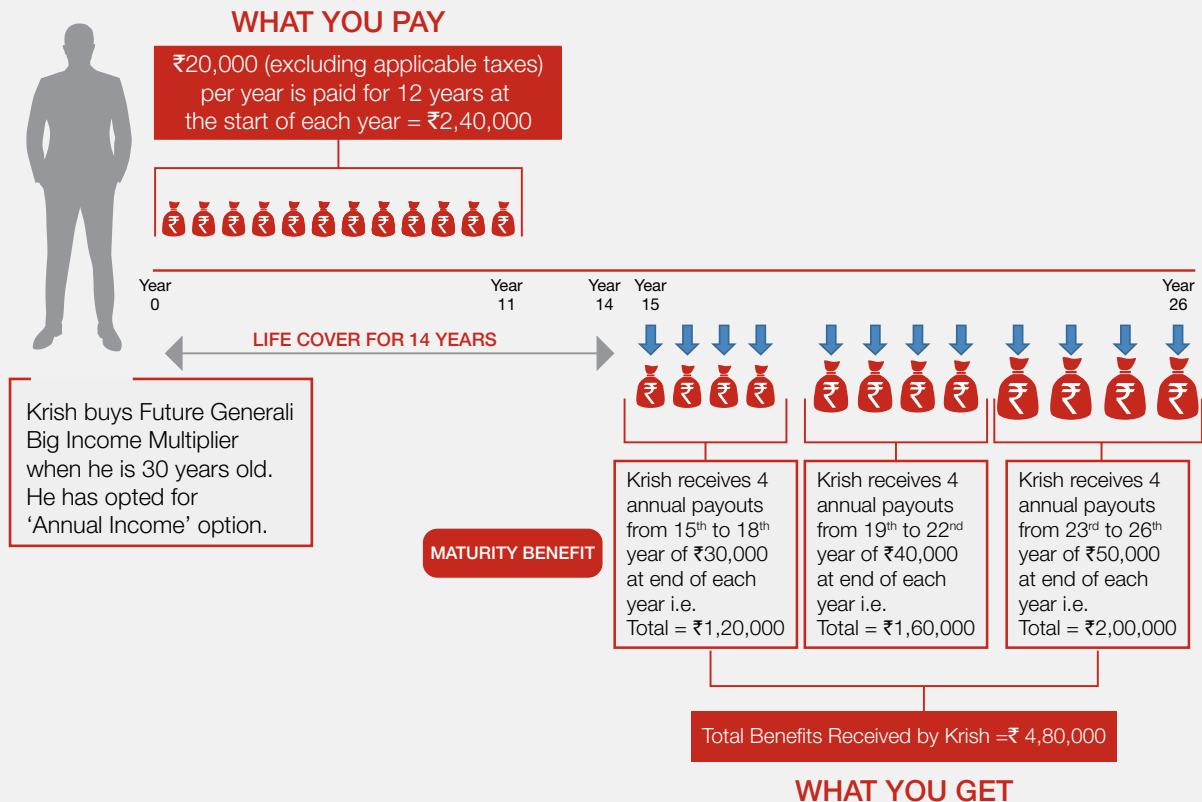 WHAT YOU PAY
₹20,000 (excluding applicable taxes)
per year is paid for 12 years at
the start of each year = ₹2,40,000
₹ ₹ ₹ ₹ ₹ ₹ ₹ ₹ ₹ ₹ ₹ ₹
Year
0
Year
11
Year
14
Year
15
Year
26
LIFE COVER FOR 14 YEARS
₹ ₹ ₹ ₹ ₹ ₹ ₹ ₹ ₹ ₹ ₹ ₹
Krish buys Future Generali
Big Income Multiplier
when he is 30 years old.
He has opted for
‘Annual Income’ option.
MATURITY BENEFIT
Krish receives 4
annual payouts
from 15th to 18th
year of ₹30,000
at end of each
year i.e.
Total = ₹1,20,000
Krish receives 4
annual payouts
from 19th to 22nd
year of ₹40,000
at end of each
year i.e.
Total = ₹1,60,000
Krish receives 4
annual payouts
from 23rd to 26th
year of ₹50,000
at end of each
year i.e.
Total = ₹2,00,000
Total Benefits Received by Krish =₹ 4,80,000
WHAT YOU GET